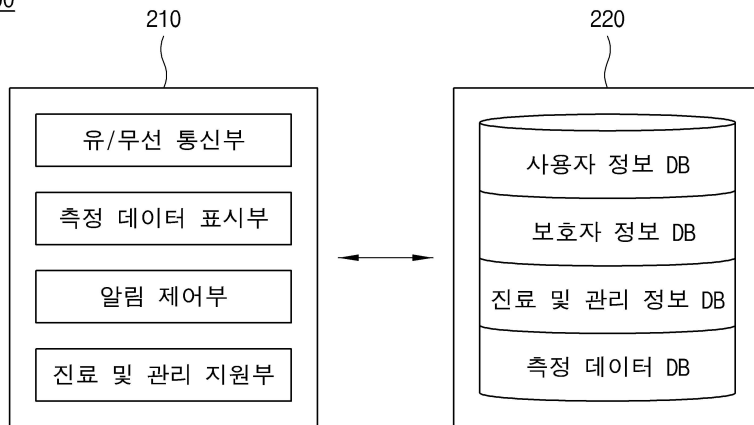 210
220
유/무선 통신부
측정 데이터 표시부
알림 제어부
진료 및 관리 지원부
사용자 정보 DB
보호자 정보 DB
진료 및 관리 정보 DB
측정 데이터 DB